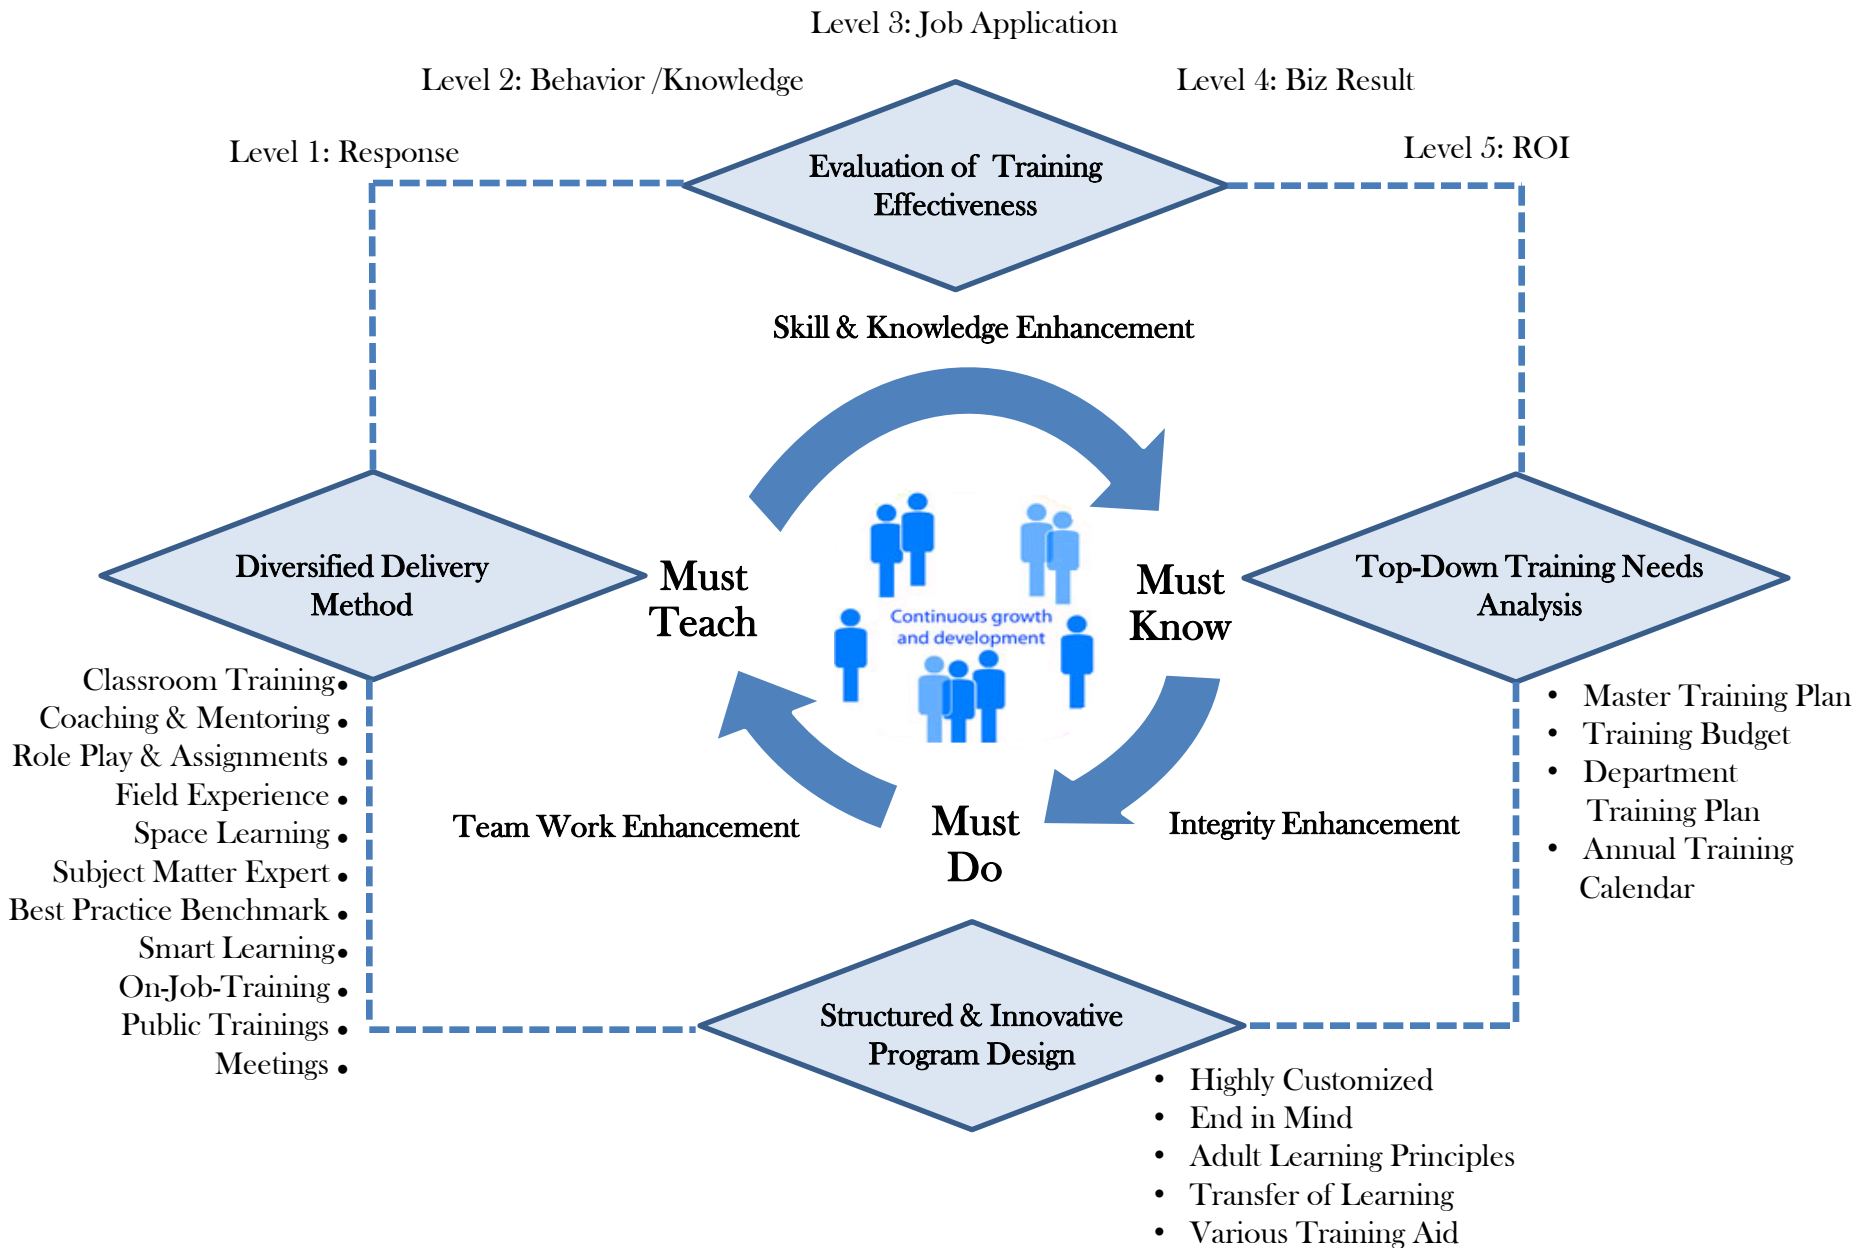 Level 3: Job Application
Level 2: Behavior /Knowledge
Level 4: Biz Result
Level 1: Response
Level 5: ROI
Evaluation of Training
Effectiveness
Skill & Knowledge Enhancement
Diversified Delivery
Method
Must
Teach
Continuous growth
and development
Must
Know
Top-Down Training Needs
Analysis
Classroom Training•
Coaching & Mentoring •
Role Play & Assignments •
Field Experience •
Space Learning •
Subject Matter Expert •
Best Practice Benchmark •
Smart Learning•
On-Job-Training •
Public Trainings •
Meetings •
• Master Training Plan
• Training Budget
• Department
Training Plan
• Annual Training
Calendar
Team Work Enhancement
Must
Do
Integrity Enhancement
Structured & Innovative
Program Design
• Highly Customized
• End in Mind
• Adult Learning Principles
• Transfer of Learning
• Various Training Aid